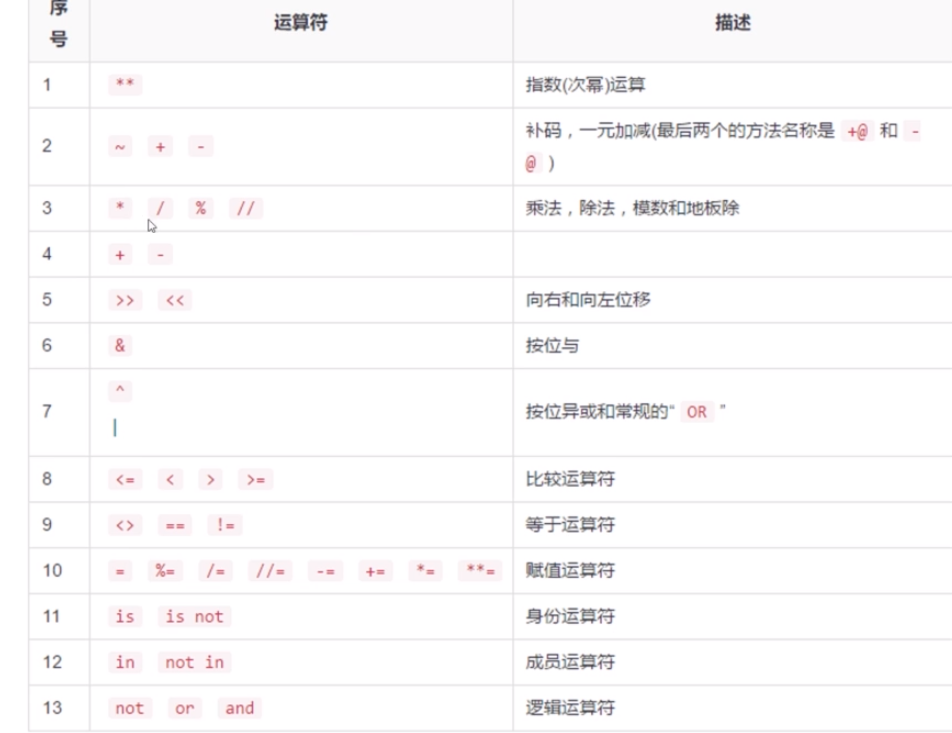 序
号
运算符
描述
1 ** 指数(次幂)运算
2 ~ + - 补码，一元加减(最后两个的方法名称是 +@ 和 -
@ )
3 * / % // 乘法，除法，模数和地板除
4 + -
5 >> << 向右和向左位移
6 & 按位与
7 ^ 按位异或和常规的“ OR ”
|
8 <= < > >= 比较运算符
9 <> == != 等于运算符
10 = %= /= //= -= += *= **= 赋值运算符
11 is is not 身份运算符
12 in not in 成员运算符
13 not or and 逻辑运算符